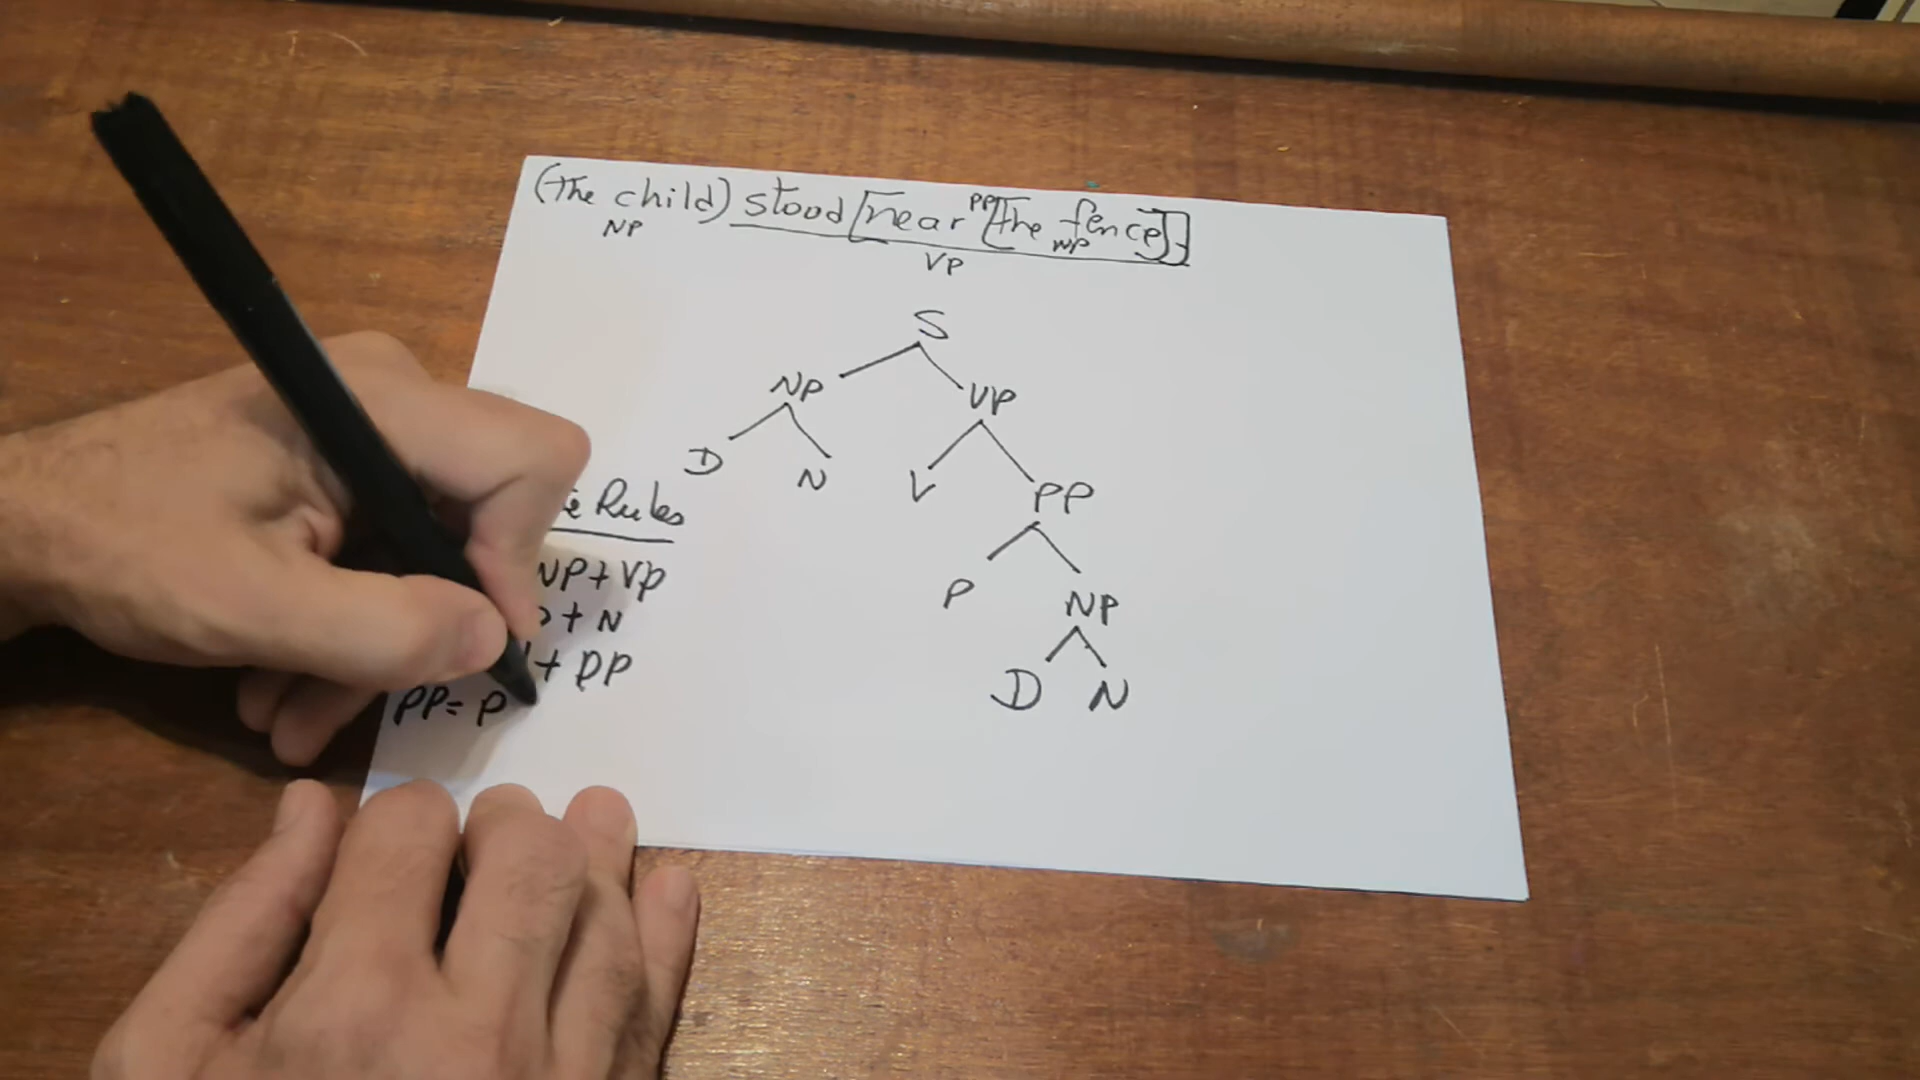 (the child) stood [near [the fence]]
PP
NP
NP
VP
S
NP VP
D N V PP
P NP
D N
Rules
NP + VP
+ N
+ PP
PP = P